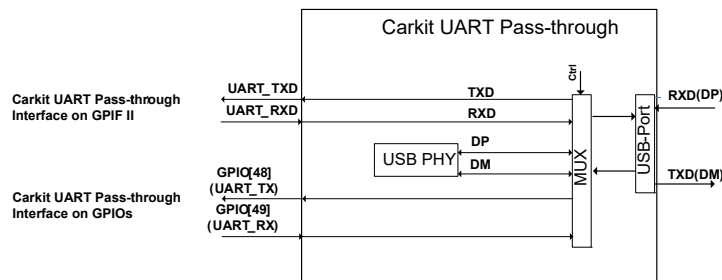 Carkit UART Pass-through
Ctrl
UART_TXD
TXD
RXD(DP)
Carkit UART Pass-through
Interface on GPIF II
UART_RXD
RXD
DP
USB PHY
DM
MUX
USB-Port
GPIO[48]
(UART_TX)
TXD(DM)
Carkit UART Pass-through
Interface on GPIOs
GPIO[49]
(UART_RX)